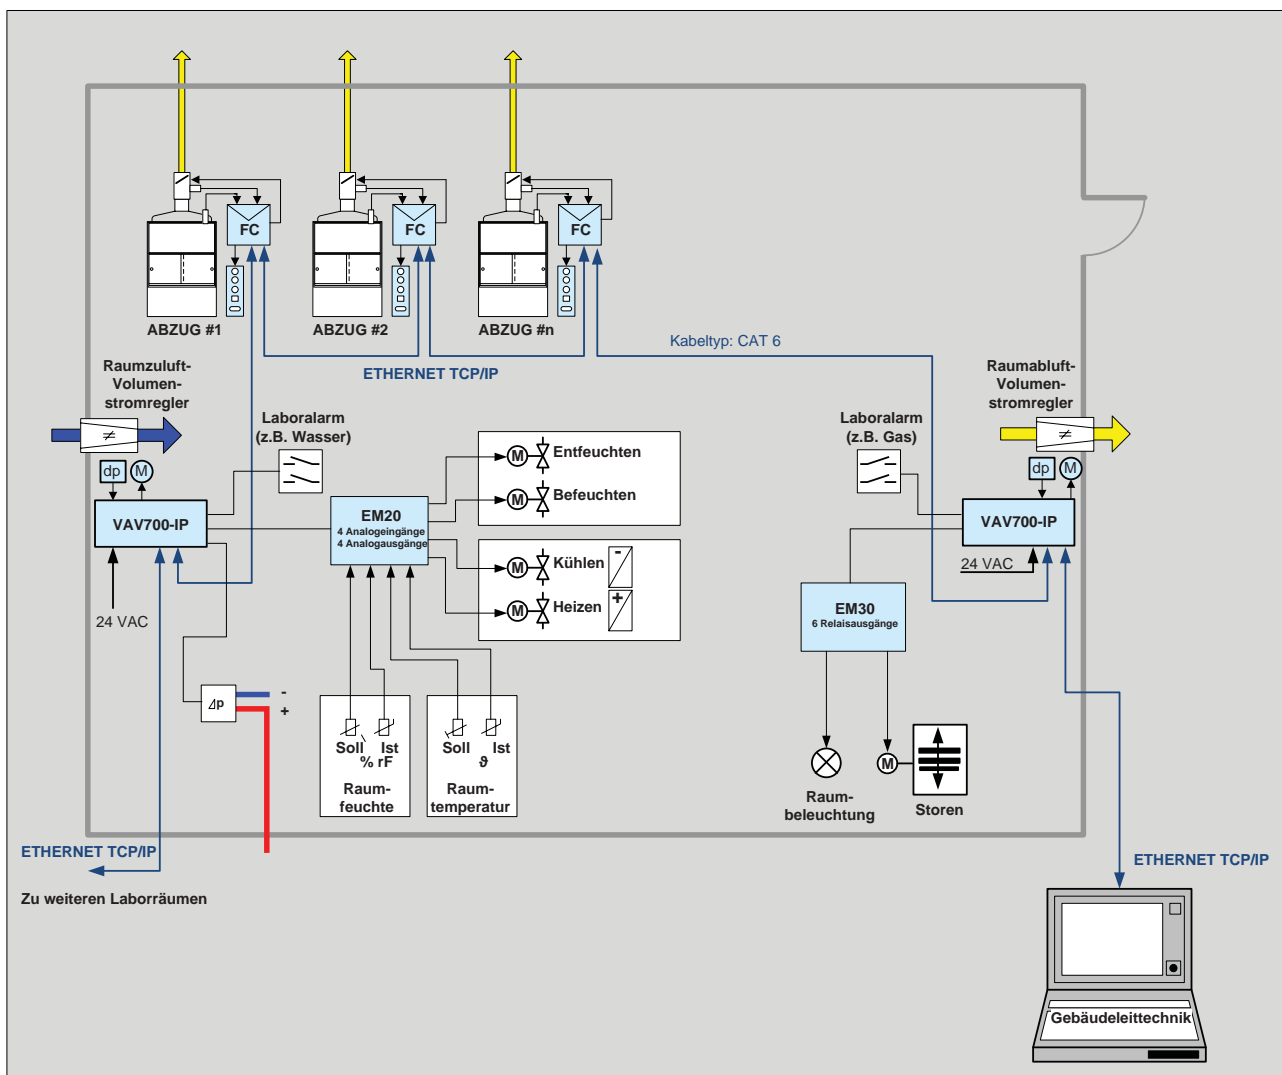 FC
FC
FC
ABZUG #1
ABZUG #2
ABZUG #n
Kabeltyp: CAT 6
ETHERNET TCP/IP
Raumzuluft-
Volumen-
stromregler
≠
dp
M
VAV700-IP
24 VAC
Laboralarm
(z.B. Wasser)
EM20
4 Analogeingänge
4 Analogausgänge
M
Entfeuchten
M
Befeuchten
M
Kühlen
-
M
Heizen
+
Δp
-
+
Soll
Ist
% rF
Raum-
feuchte
Soll
Ist
ϑ
Raum-
temperatur
Laboralarm
(z.B. Gas)
Raumabluft-
Volumen-
stromregler
≠
dp
M
VAV700-IP
24 VAC
EM30
6 Relaisausgänge
M
Raum-
beleuchtung
Storen
ETHERNET TCP/IP
Zu weiteren Laborräumen
ETHERNET TCP/IP
Gebäudeleittechnik